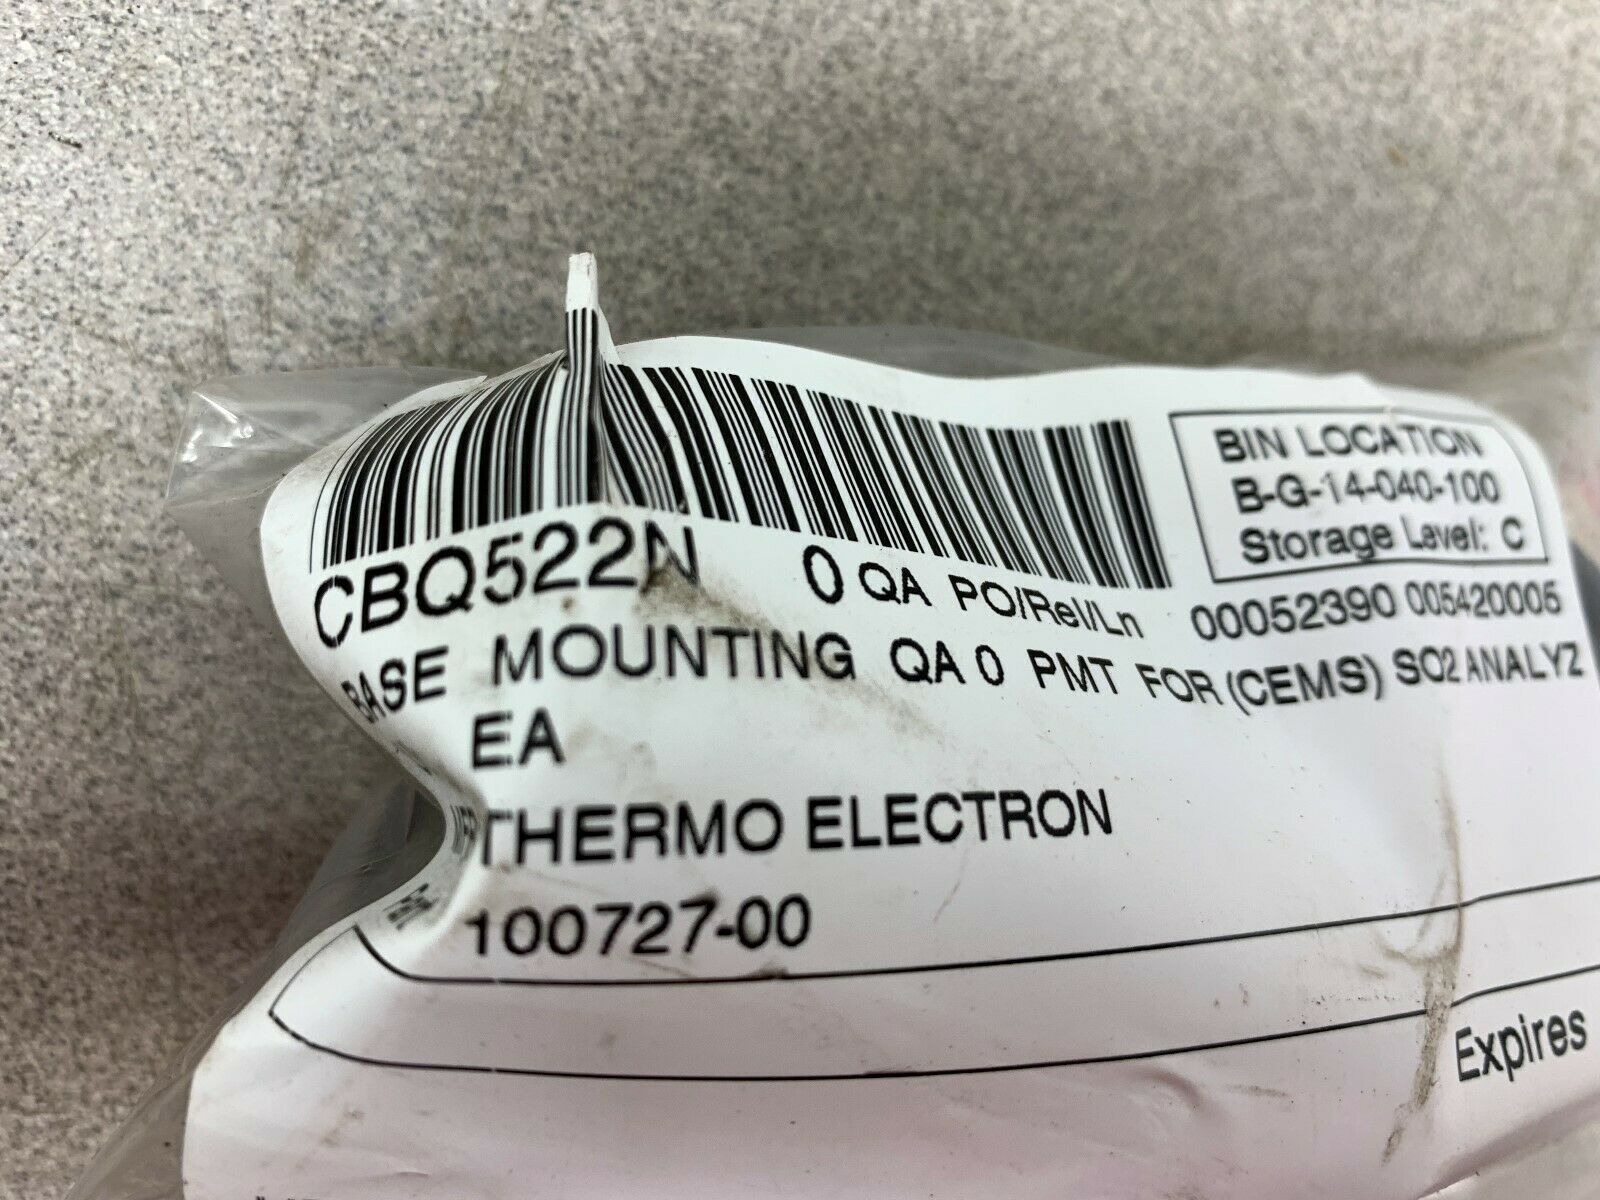 BIN LOCATION
B-G-14-040-100
Storage Level: C
CBQ522N 0 QA PO/Rel/Ln 00052390 005420005
BASE MOUNTING QA 0 PMT FOR (CEMS) SO2 ANALYZ
EA
THERMO ELECTRON
100727-00
Expires